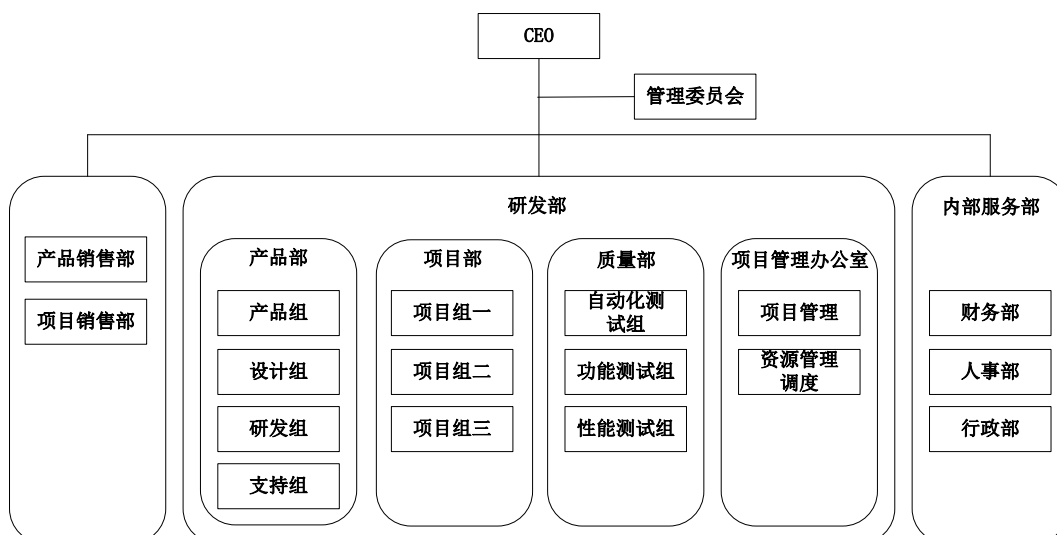 CEO
管理委员会
产品销售部
项目销售部
研发部
产品部
产品组
设计组
研发组
支持组
项目部
项目组一
项目组二
项目组三
质量部
自动化测
试组
功能测试组
性能测试组
项目管理办公室
项目管理
资源管理
调度
内部服务部
财务部
人事部
行政部